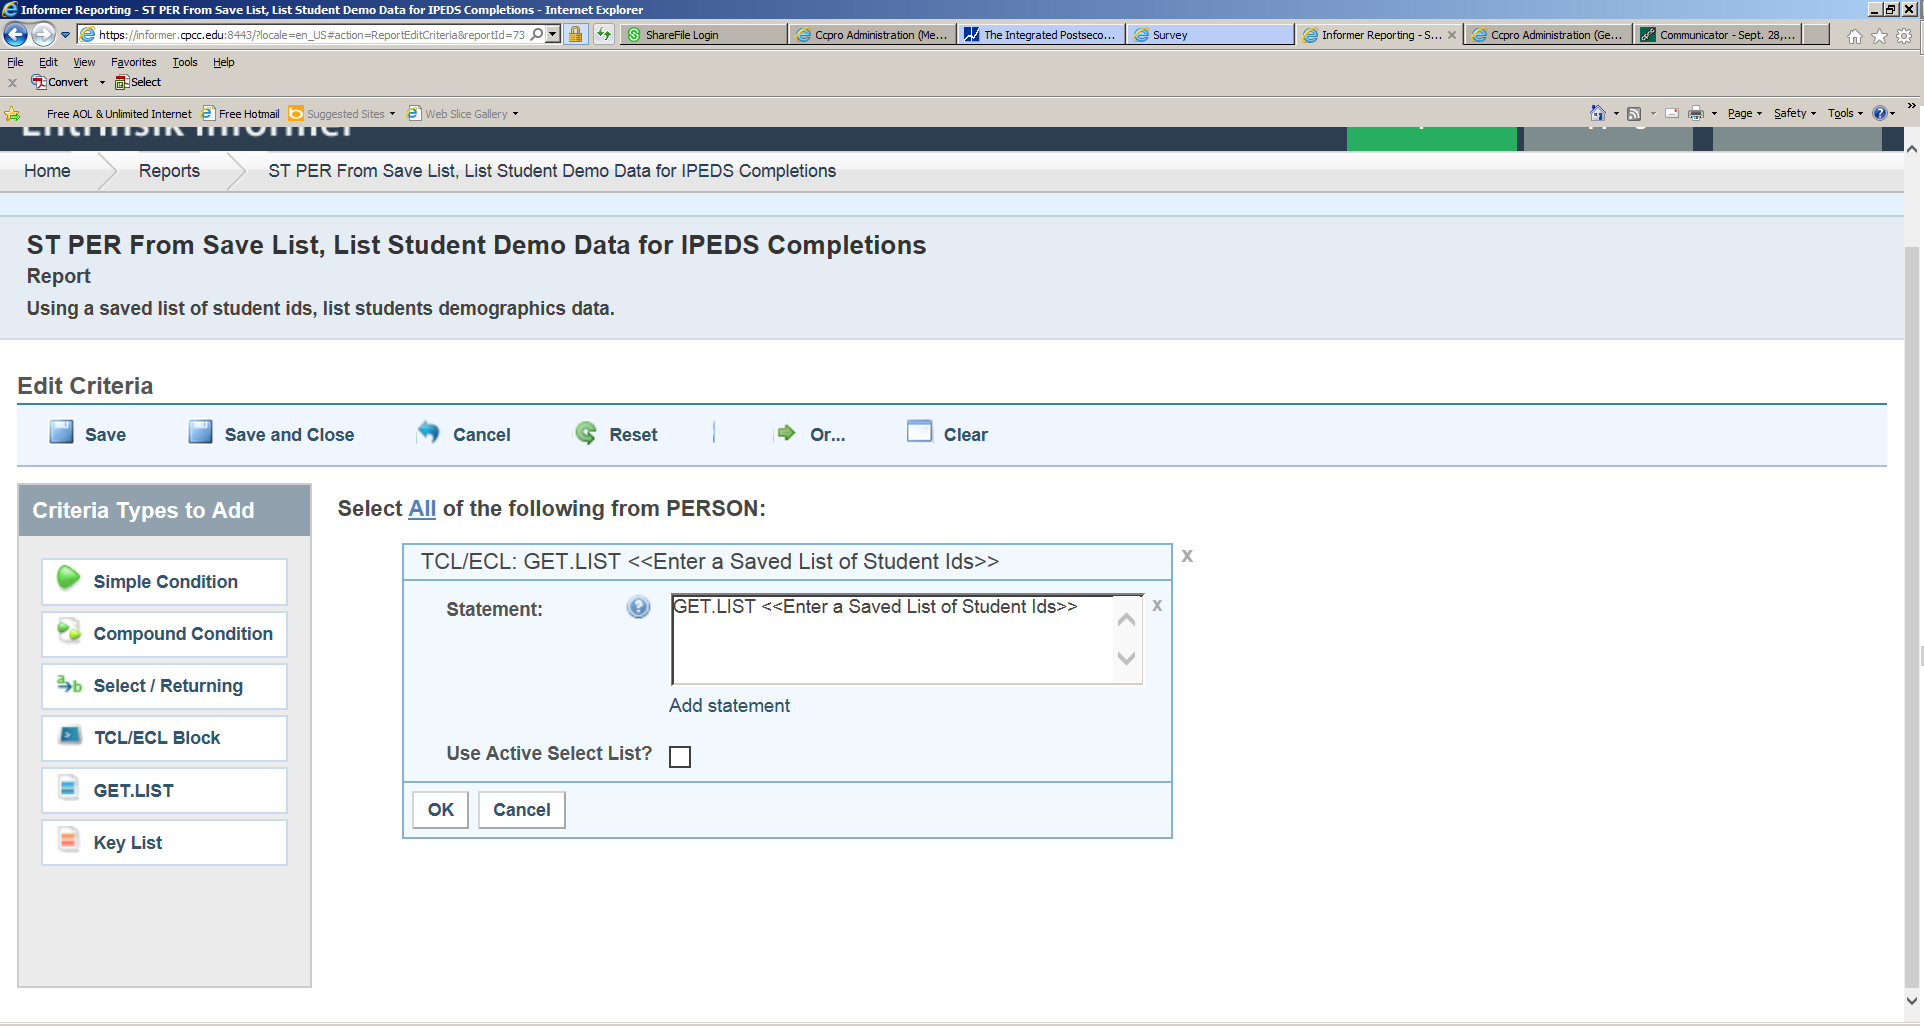 Informer Reporting - ST PER From Save List, List Student Demo Data for IPEDS Completions - Internet Explorer
https://informer.cpcc.edu:8443/?locale=en_US#action=ReportEditCriteria&reportId=73
ShareFile Login
Ccpro Administration (Me...
The Integrated Postseco...
Survey
Informer Reporting - S...
Ccpro Administration (Ge...
Communicator - Sept. 28,...
File Edit View Favorites Tools Help
x Convert Select
Free AOL & Unlimited Internet Free Hotmail Suggested Sites Web Slice Gallery Page Safety Tools
Entrinsik Informer
Home Reports ST PER From Save List, List Student Demo Data for IPEDS Completions
ST PER From Save List, List Student Demo Data for IPEDS Completions
Report
Using a saved list of student ids, list students demographics data.
Edit Criteria
Save Save and Close Cancel Reset Or... Clear
Criteria Types to Add
Simple Condition
Compound Condition
Select / Returning
TCL/ECL Block
GET.LIST
Key List
Select All of the following from PERSON:
TCL/ECL: GET.LIST <<Enter a Saved List of Student Ids>> x
Statement: GET.LIST <<Enter a Saved List of Student Ids>> x
Add statement
Use Active Select List?
OK Cancel